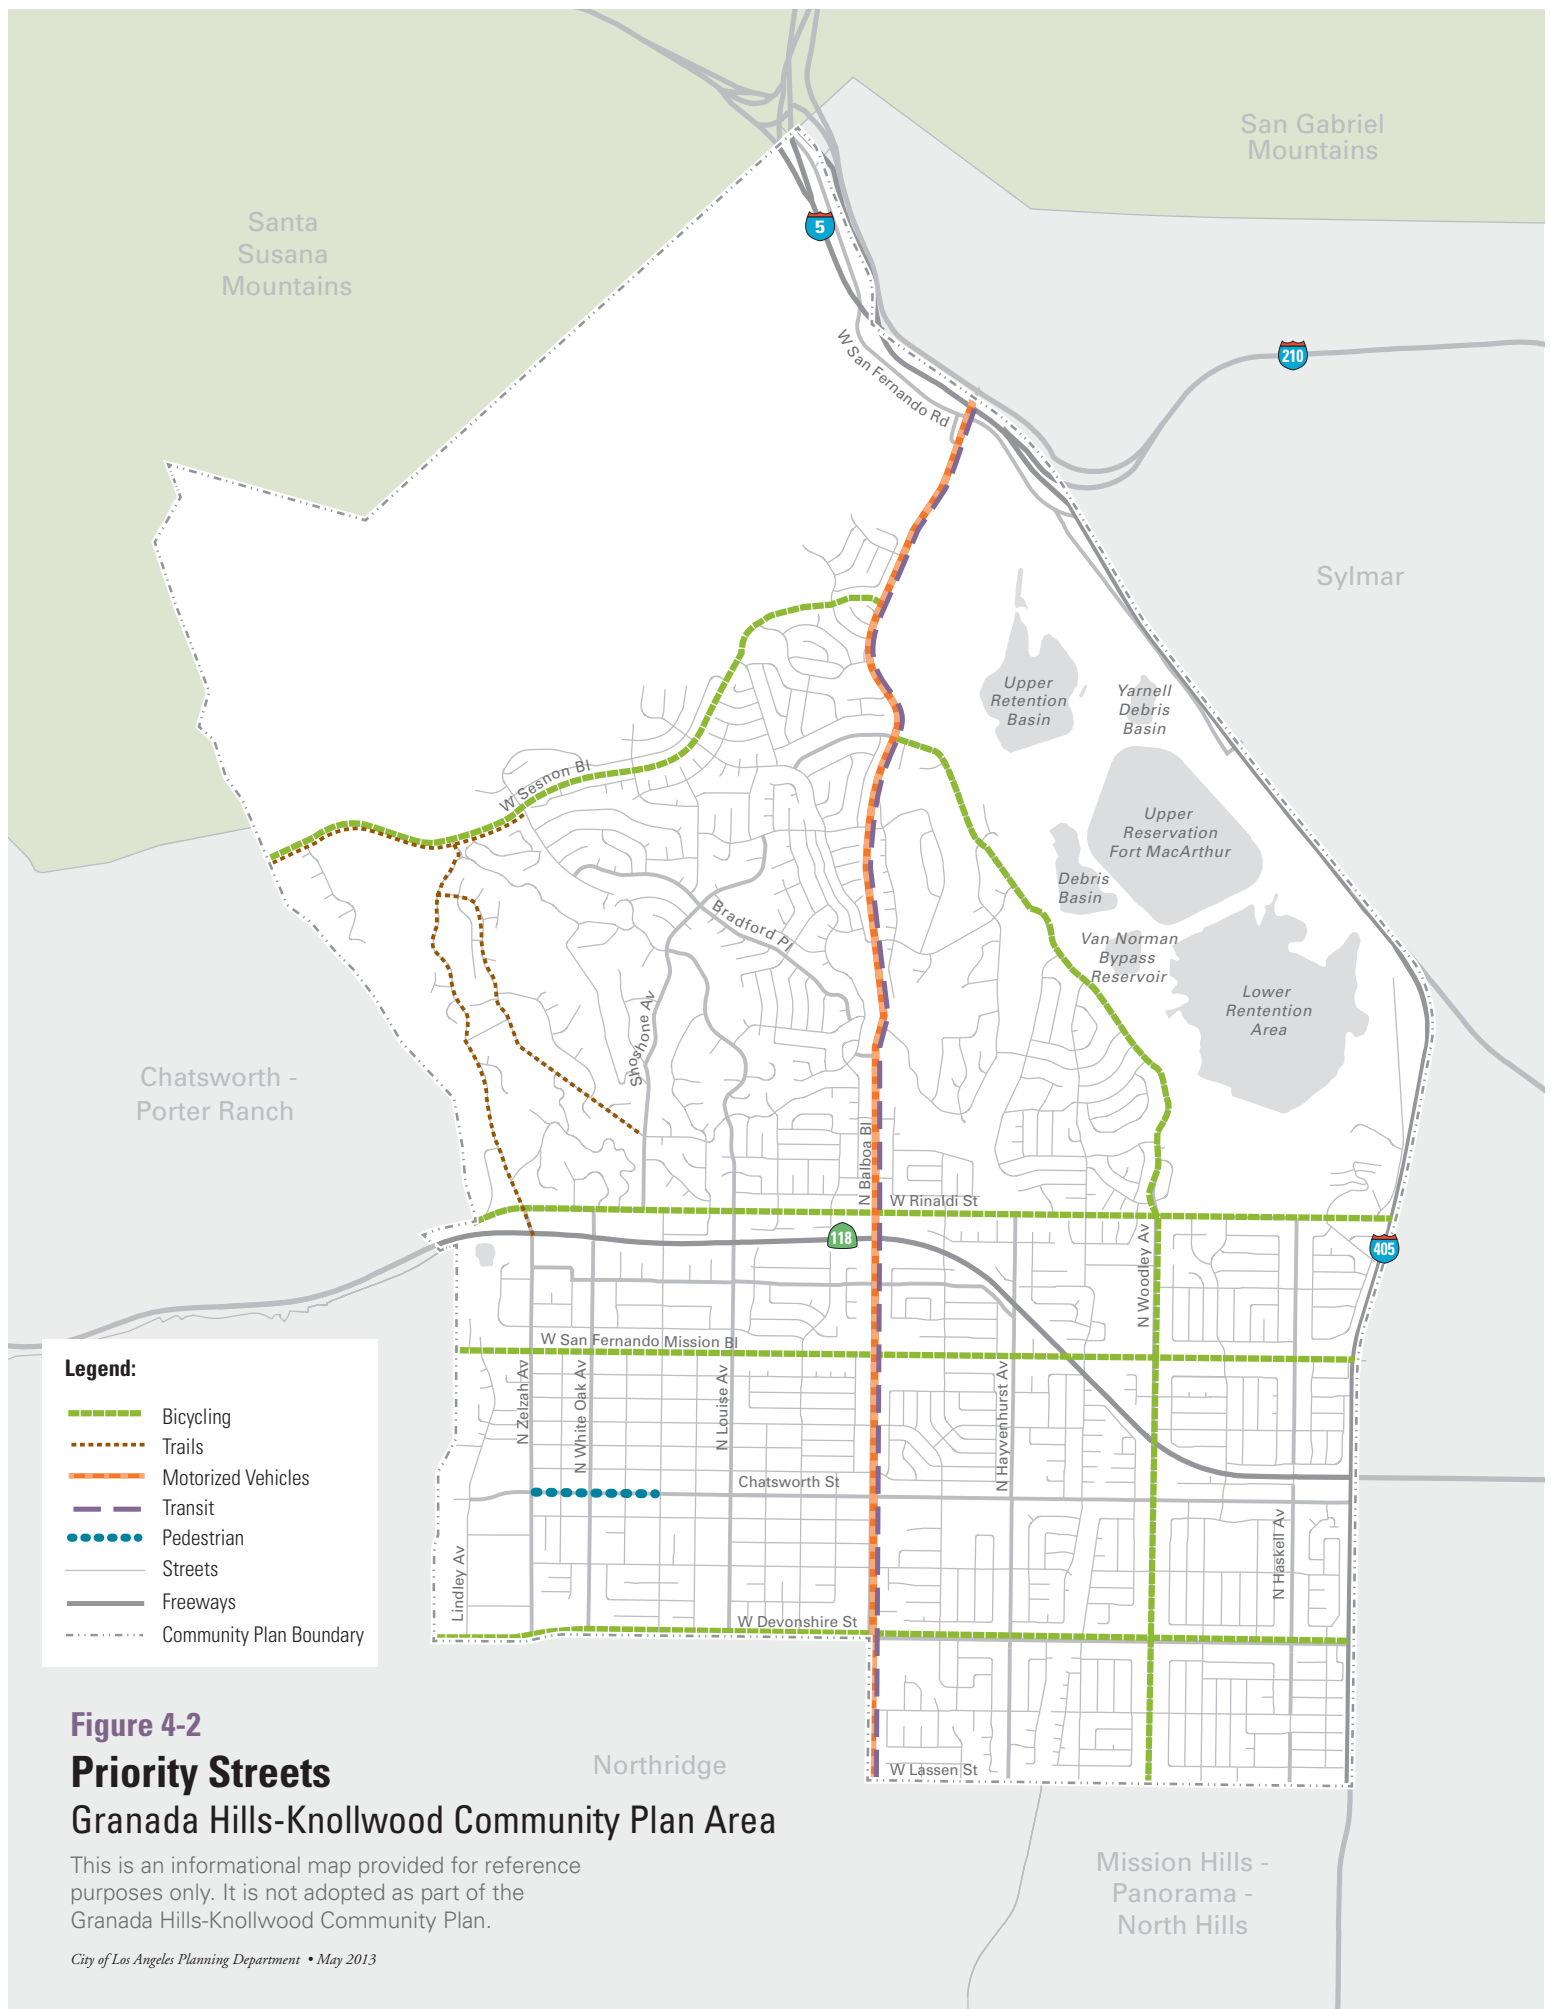 San Gabriel
Mountains
Santa
Susana
Mountains
5
210
W San Fernando Rd
Sylmar
Upper
Retention
Basin
Yarnell
Debris
Basin
W Sesnon Bl
Upper
Reservation
Fort MacArthur
Debris
Basin
Bradford Pl
Van Norman
Bypass
Reservoir
Lower
Rentention
Area
Shoshone Av
Chatsworth -
Porter Ranch
N Balboa Bl
W Rinaldi St
118
405
N Woodley Av
W San Fernando Mission Bl
N Zelzah Av
N White Oak Av
N Louise Av
N Hayvenhurst Av
Chatsworth St
N Haskell Av
Lindley Av
W Devonshire St
W Lassen St
Legend:
Bicycling
Trails
Motorized Vehicles
Transit
Pedestrian
Streets
Freeways
Community Plan Boundary
Northridge
Mission Hills -
Panorama -
North Hills
Figure 4-2
Priority Streets
Granada Hills-Knollwood Community Plan Area
This is an informational map provided for reference
purposes only. It is not adopted as part of the
Granada Hills-Knollwood Community Plan.
City of Los Angeles Planning Department • May 2013